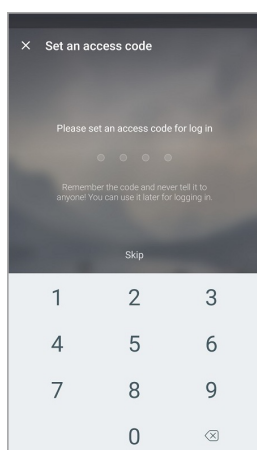 Set an access code
Please set an access code for log in
Remember the code and never tell it to
anyone! You can use it later for logging in.
Skip
1 2 3
4 5 6
7 8 9
0